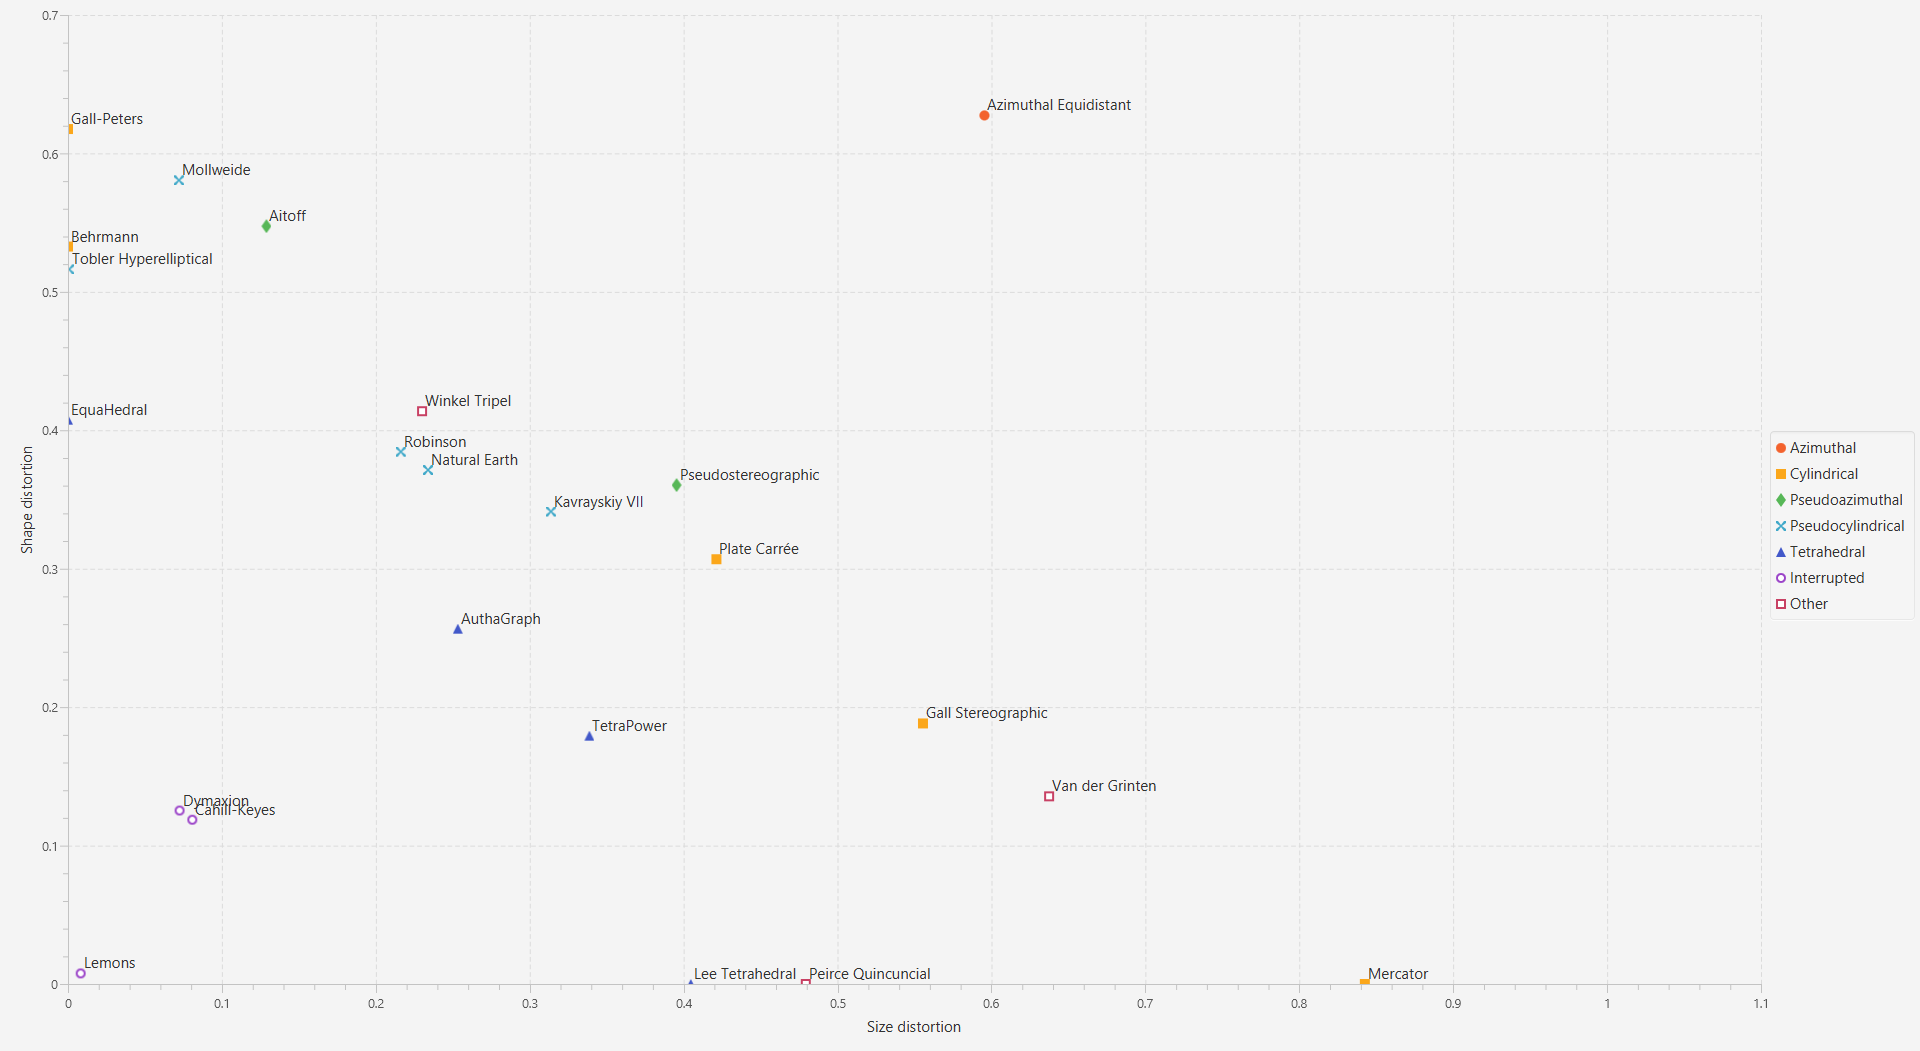 0.7
Azimuthal Equidistant
Gall-Peters
0.6
Mollweide
Aitoff
Behrmann
Tobler Hyperelliptical
0.5
EquaHedral
Winkel Tripel
0.4
Robinson
Natural Earth
Pseudostereographic
Kavrayskiy VII
Plate Carrée
0.3
AuthaGraph
Gall Stereographic
0.2
TetraPower
Van der Grinten
Dymaxion
Cahill-Keyes
0.1
Lemons
Lee Tetrahedral
Peirce Quincuncial
Mercator
0
Shape distortion
0 0.1 0.2 0.3 0.4 0.5 0.6 0.7 0.8 0.9 1 1.1
Size distortion
Azimuthal
Cylindrical
Pseudoazimuthal
Pseudocylindrical
Tetrahedral
Interrupted
Other